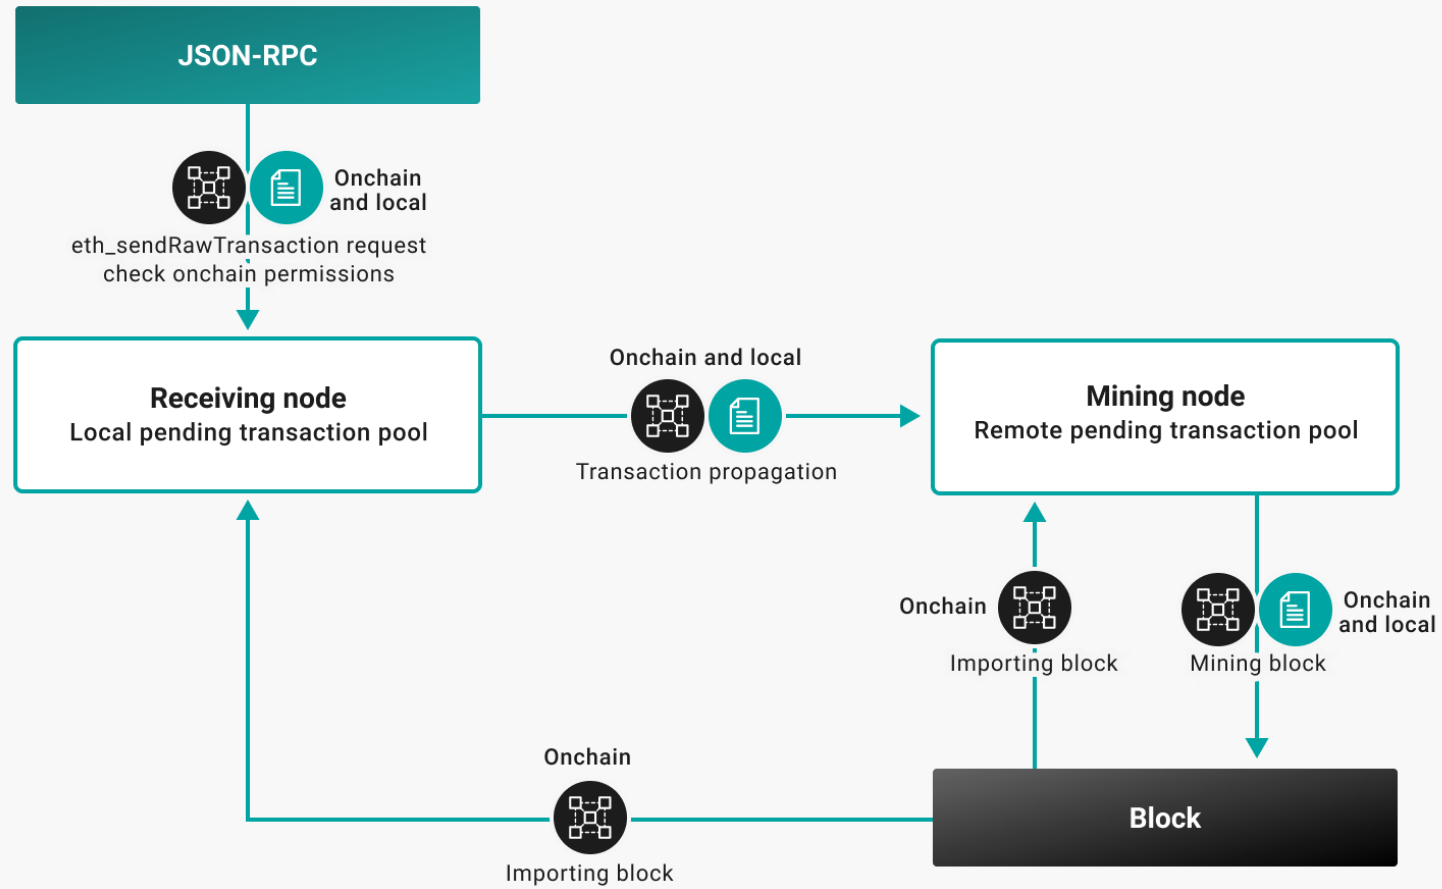 JSON-RPC
Onchain
and local
eth_sendRawTransaction request
check onchain permissions
Receiving node
Local pending transaction pool
Onchain and local
Transaction propagation
Mining node
Remote pending transaction pool
Onchain
Importing block
Onchain
and local
Mining block
Onchain
Importing block
Block